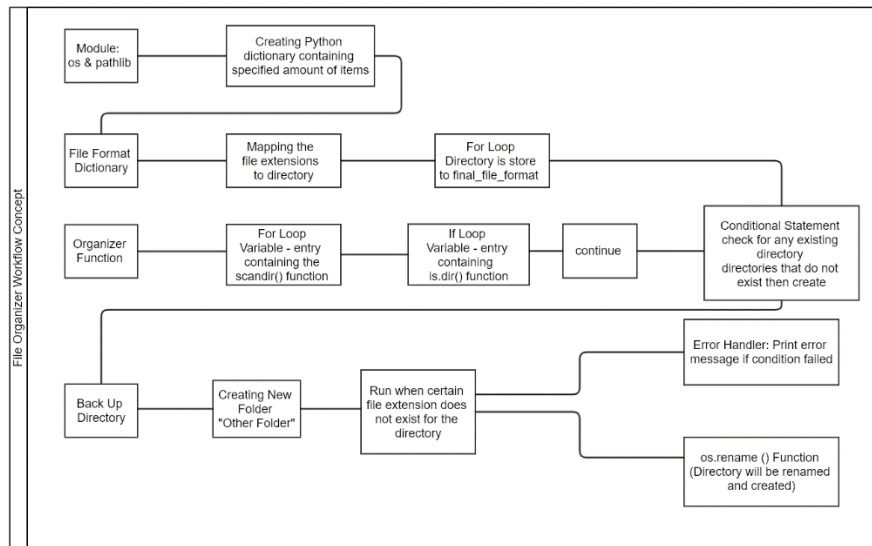 File Organizer Workflow Concept
Module:
os & pathlib
Creating Python
dictionary containing
specified amount of items
File Format
Dictionary
Mapping the
file extensions
to directory
For Loop
Directory is store
to final_file_format
Organizer
Function
For Loop
Variable - entry
containing the
scandir() function
If Loop
Variable - entry
containing
is.dir() function
continue
Conditional Statement
check for any existing
directory
directories that do not
exist then create
Back Up
Directory
Creating New
Folder
"Other Folder"
Run when certain
file extension does
not exist for the
directory
Error Handler: Print error
message if condition failed
os.rename () Function
(Directory will be renamed
and created)